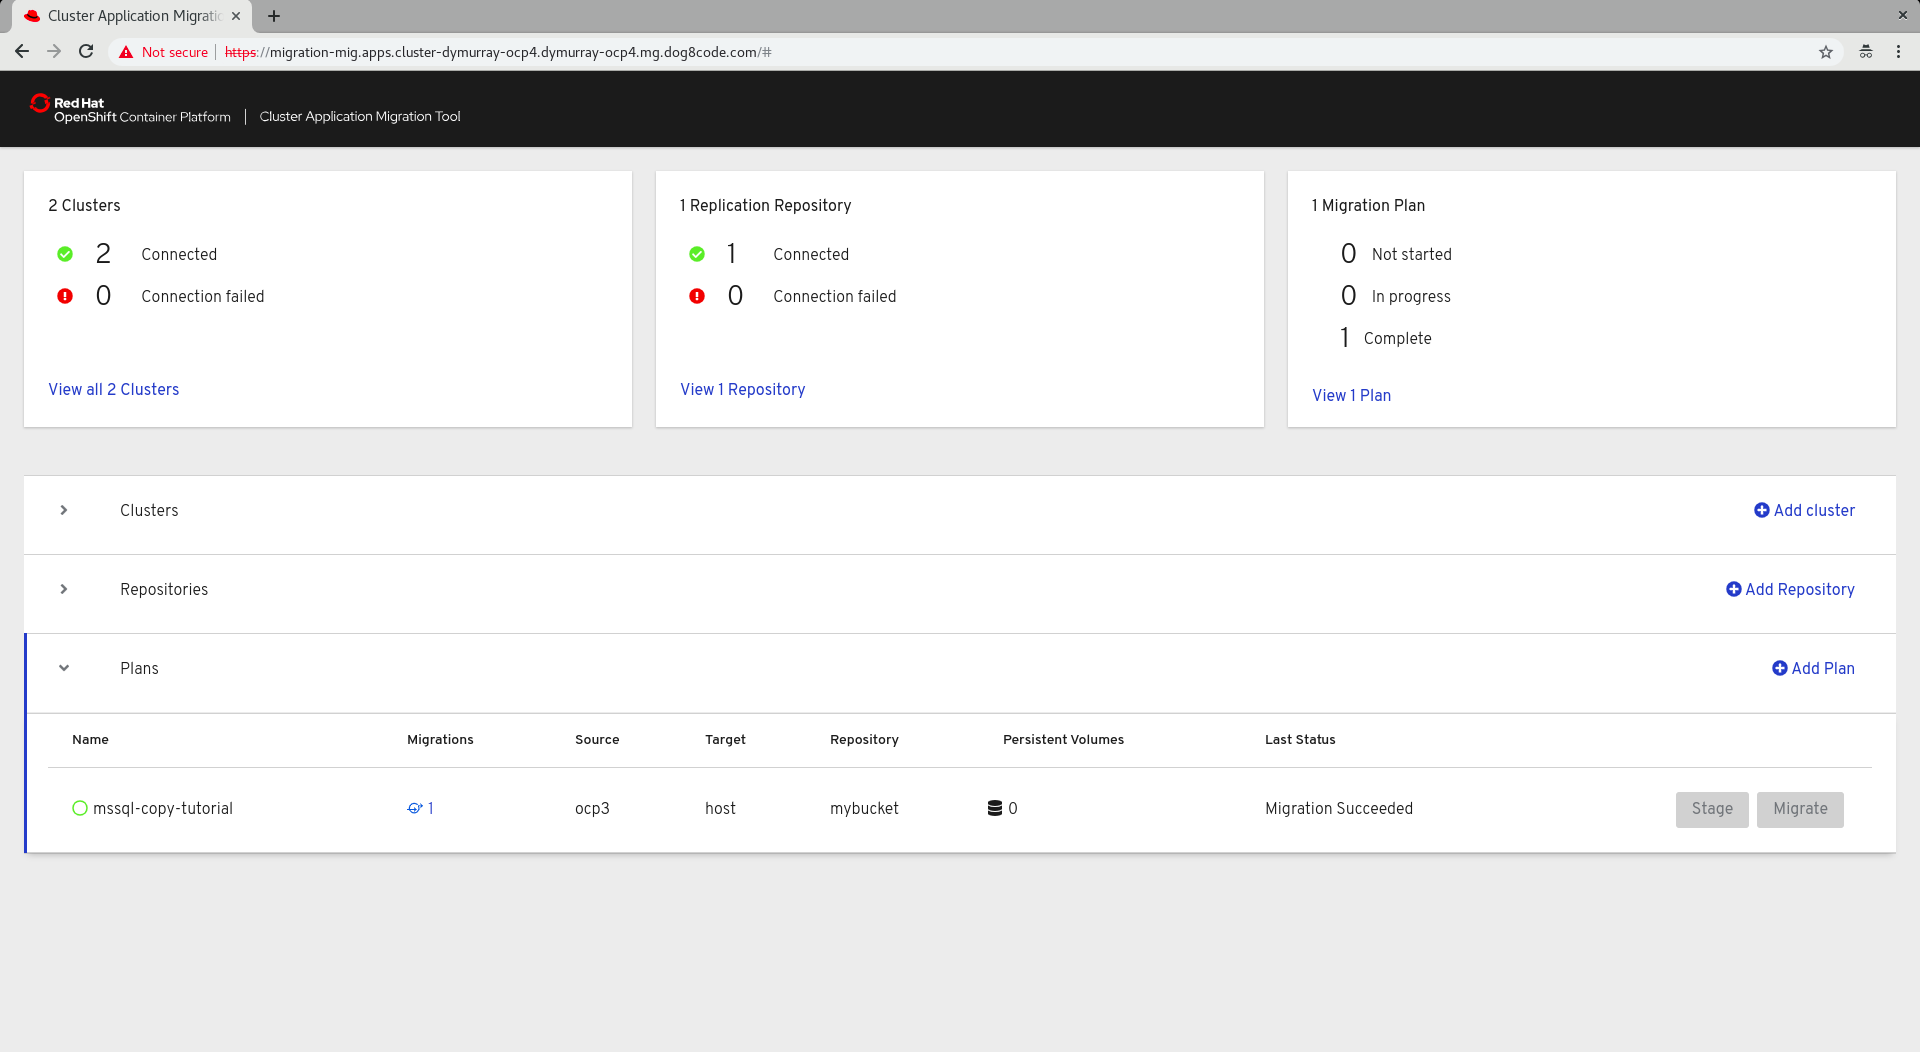 Cluster Application Migratio
Not secure https://migration-mig.apps.cluster-dymurray-ocp4.dymurray-ocp4.mg.dog8code.com/#
Red Hat
OpenShift Container Platform | Cluster Application Migration Tool
2 Clusters
2 Connected
0 Connection failed
View all 2 Clusters
1 Replication Repository
1 Connected
0 Connection failed
View 1 Repository
1 Migration Plan
0 Not started
0 In progress
1 Complete
View 1 Plan
Clusters Add cluster
Repositories Add Repository
Plans Add Plan
Name Migrations Source Target Repository Persistent Volumes Last Status
mssql-copy-tutorial 1 ocp3 host mybucket 0 Migration Succeeded Stage Migrate